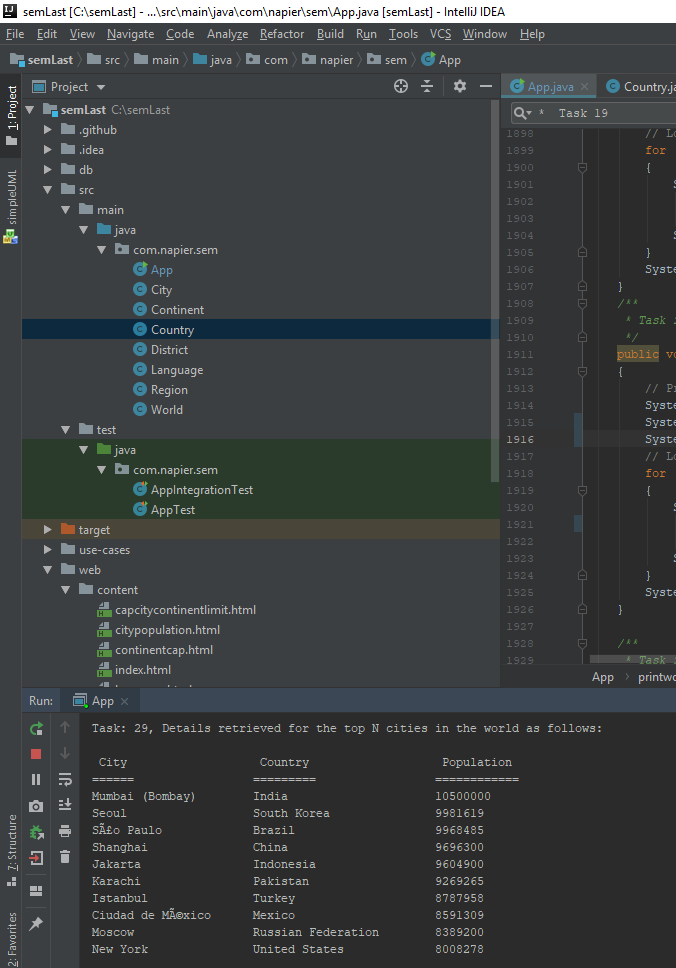 semLast [C:\semLast] - ...\src\main\java\com\napier\sem\App.java [semLast] - IntelliJ IDEA
File Edit View Navigate Code Analyze Refactor Build Run Tools VCS Window Help
semLast src main java com napier sem App
1: Project
simpleUML
7: Structure
2: Favorites
Project
semLast C:\semLast
.github
.idea
db
src
main
java
com.napier.sem
App
City
Continent
Country
District
Language
Region
World
test
java
com.napier.sem
AppIntegrationTest
AppTest
target
use-cases
web
content
capcitycontinentlimit.html
citypopulation.html
continentcap.html
index.html
App.java Country.ja
* Task 19
1898 // Lo
1899 for
1900 {
1901 S
1902
1903
1904 S
1905 }
1906 System
1907 }
1908 /**
1909 * Task
1910 */
1911 public vo
1912 {
1913 // Pr
1914 System
1915 System
1916 System
1917 // Lo
1918 for
1919 {
1920 S
1921
1922
1923 S
1924 }
1925 System
1926 }
1927
1928 /**
1929 * Task
App printwo
Run: App
Task: 29, Details retrieved for the top N cities in the world as follows:
City Country Population
====== ========= ============
Mumbai (Bombay) India 10500000
Seoul South Korea 9981619
SÃ£o Paulo Brazil 9968485
Shanghai China 9696300
Jakarta Indonesia 9604900
Karachi Pakistan 9269265
Istanbul Turkey 8787958
Ciudad de MÃ©xico Mexico 8591309
Moscow Russian Federation 8389200
New York United States 8008278